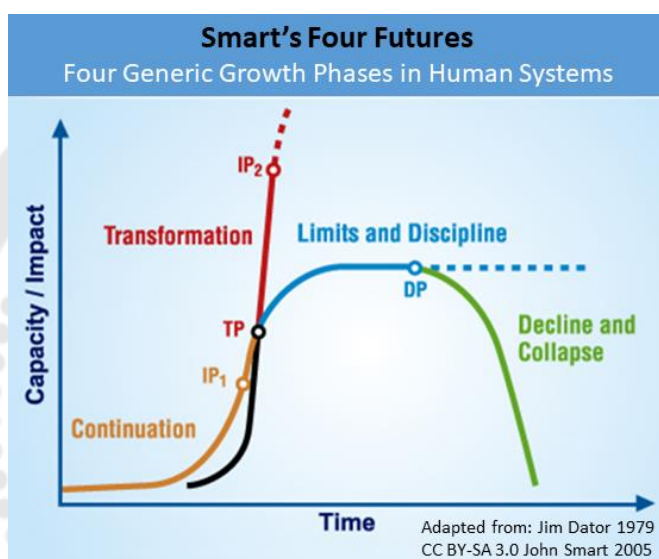 Smart's Four Futures
Four Generic Growth Phases in Human Systems
IP₂
Transformation
Limits and Discipline
DP
TP
Decline and
Collapse
IP₁
Continuation
Capacity / Impact
Time
Adapted from: Jim Dator 1979
CC BY-SA 3.0 John Smart 2005